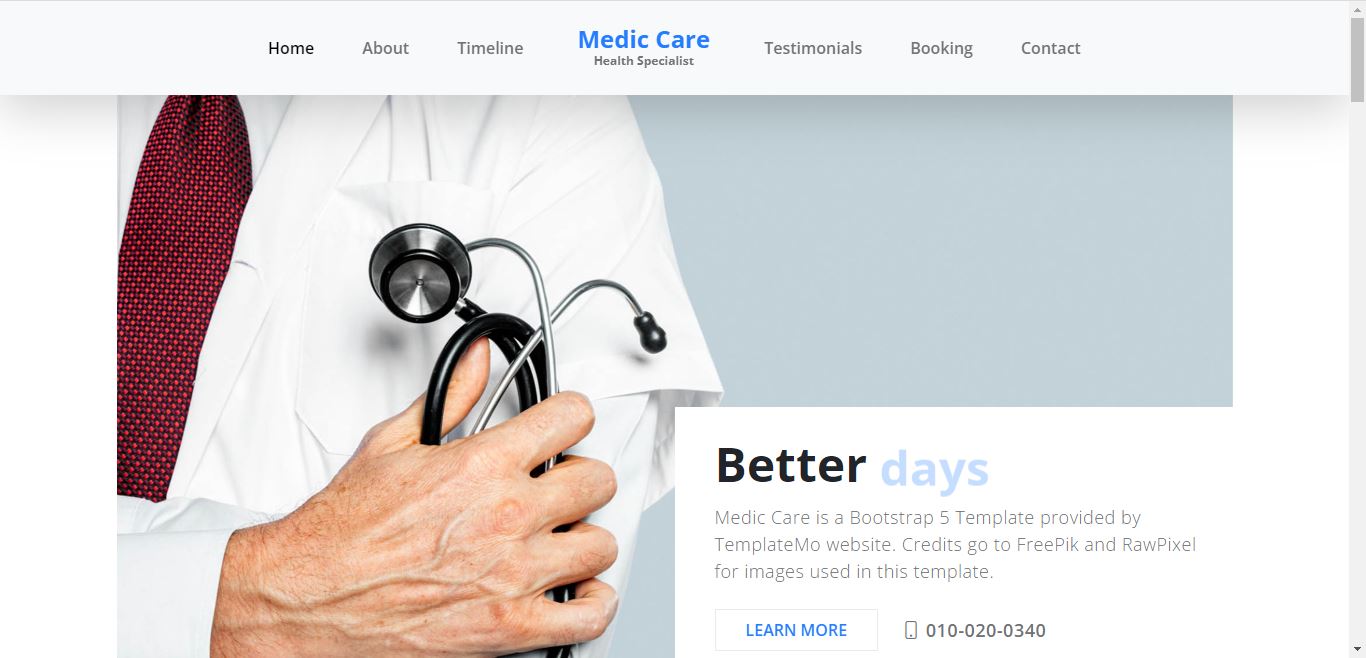 Home About Timeline Medic Care Testimonials Booking Contact
Health Specialist
Better days
Medic Care is a Bootstrap 5 Template provided by
TemplateMo website. Credits go to FreePik and RawPixel
for images used in this template.
LEARN MORE 010-020-0340